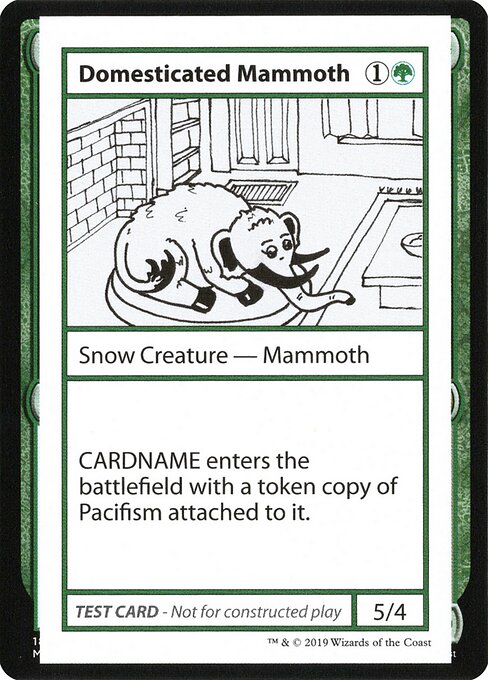 Domesticated Mammoth 1
Snow Creature — Mammoth
CARDNAME enters the
battlefield with a token copy of
Pacifism attached to it.
TEST CARD - Not for constructed play
5/4
™ & © 2019 Wizards of the Coast